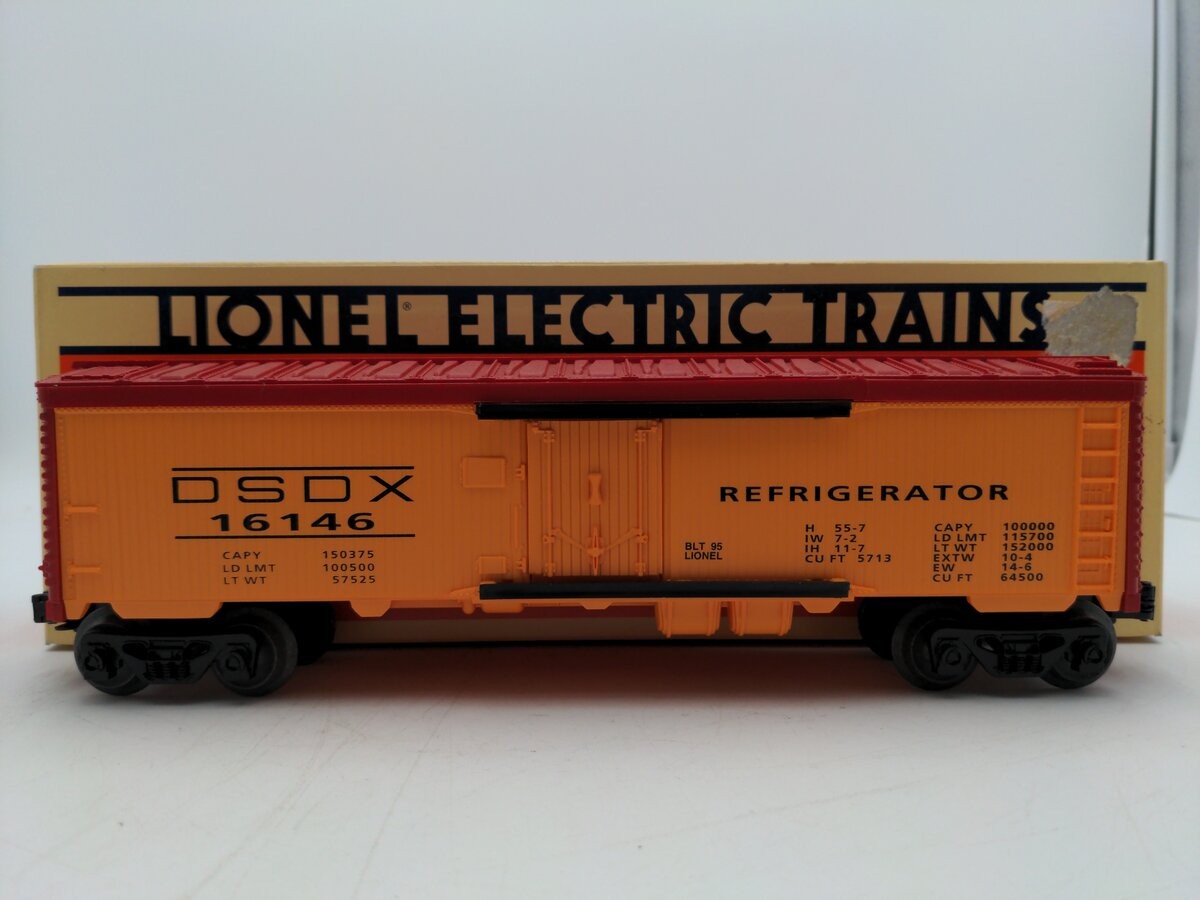 LIONEL® ELECTRIC TRAINS
DSDX
16146
CAPY 150375
LD LMT 100500
LT WT 57525
BLT 95
LIONEL
REFRIGERATOR
H 55-7
IW 7-2
IH 11-7
CU FT 5713
CAPY 100000
LD LMT 115700
LT WT 152000
EXTW 10-4
EW 14-6
CU FT 64500